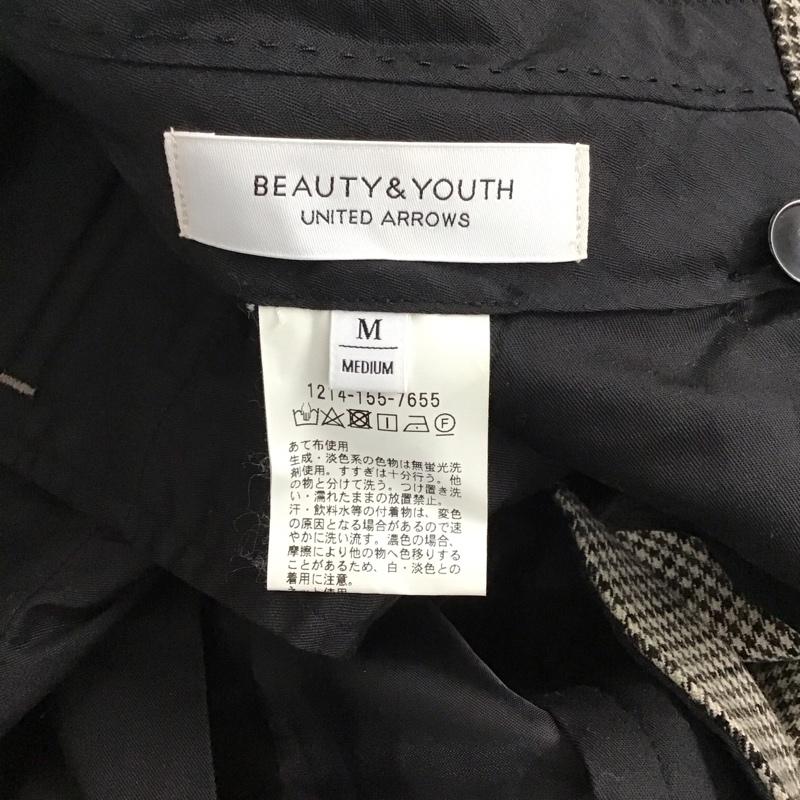 BEAUTY&YOUTH
UNITED ARROWS
M
MEDIUM
1214-155-7655
F
あて布使用
生成・淡色系の色物は無蛍光洗
剤使用。すすぎは十分行う。他
の物と分けて洗う。つけ置き洗
い・濡れたままの放置禁止。
汗・飲料水等の付着物は、変色
の原因となる場合があるので速
やかに洗い流す。濃色の場合、
摩擦により他の物へ色移りする
ことがあるため、白・淡色との
着用に注意。
ネット使用